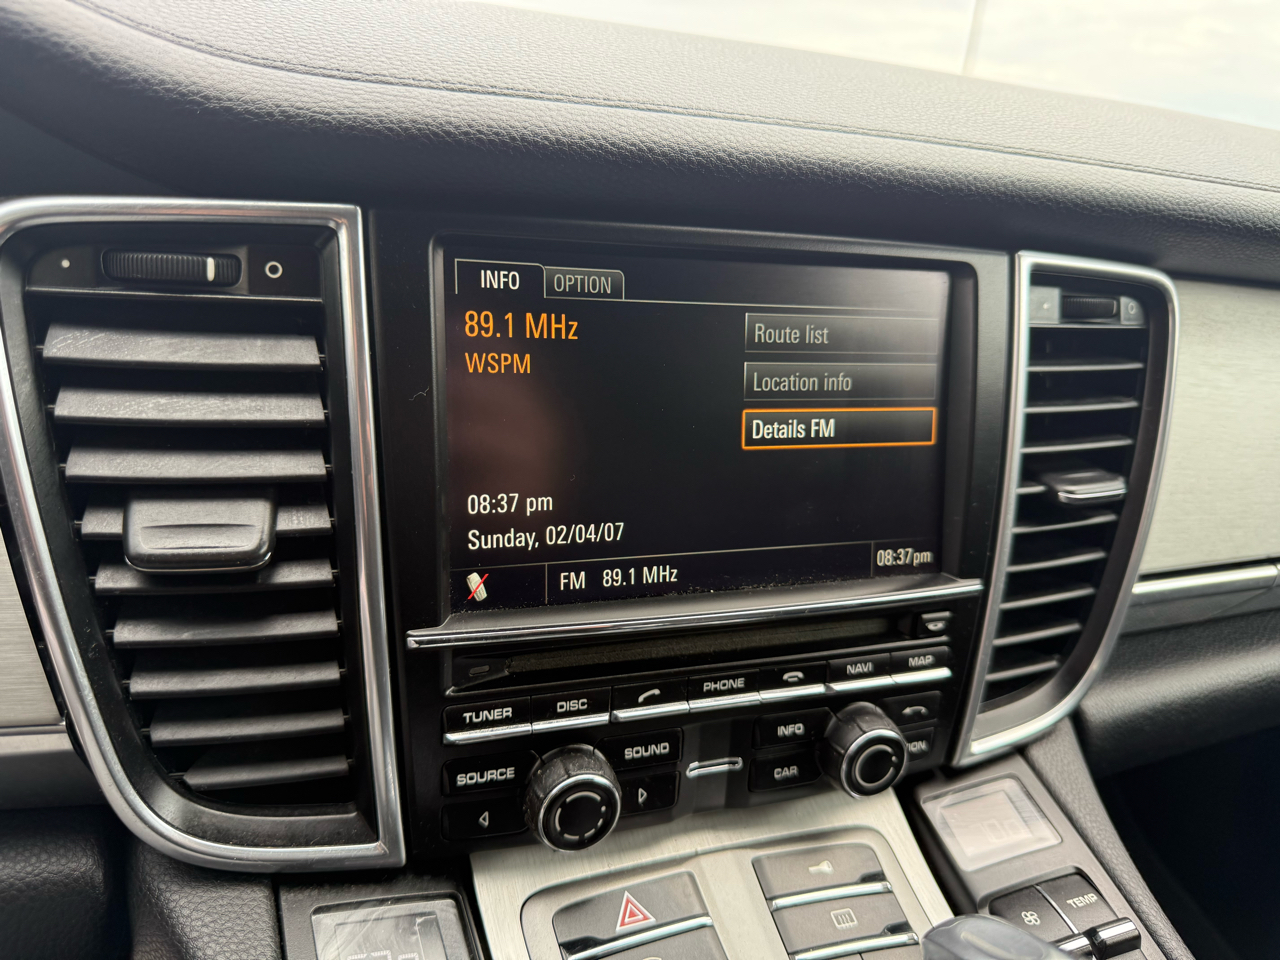 INFO OPTION
89.1 MHz
WSPM
Route list
Location info
Details FM
08:37 pm
Sunday, 02/04/07
FM 89.1 MHz
08:37pm
TUNER DISC PHONE NAVI MAP
SOURCE SOUND INFO
CAR
TEMP